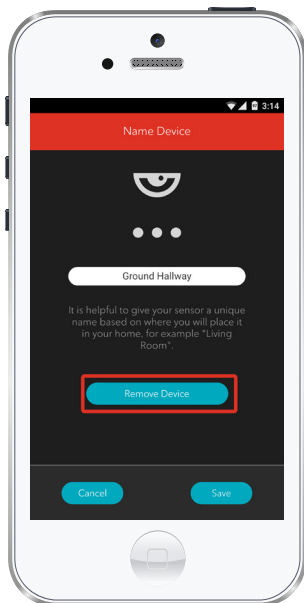 3:14
Name Device
Ground Hallway
It is helpful to give your sensor a unique
name based on where you will place it
in your home, for example "Living
Room".
Remove Device
Cancel
Save